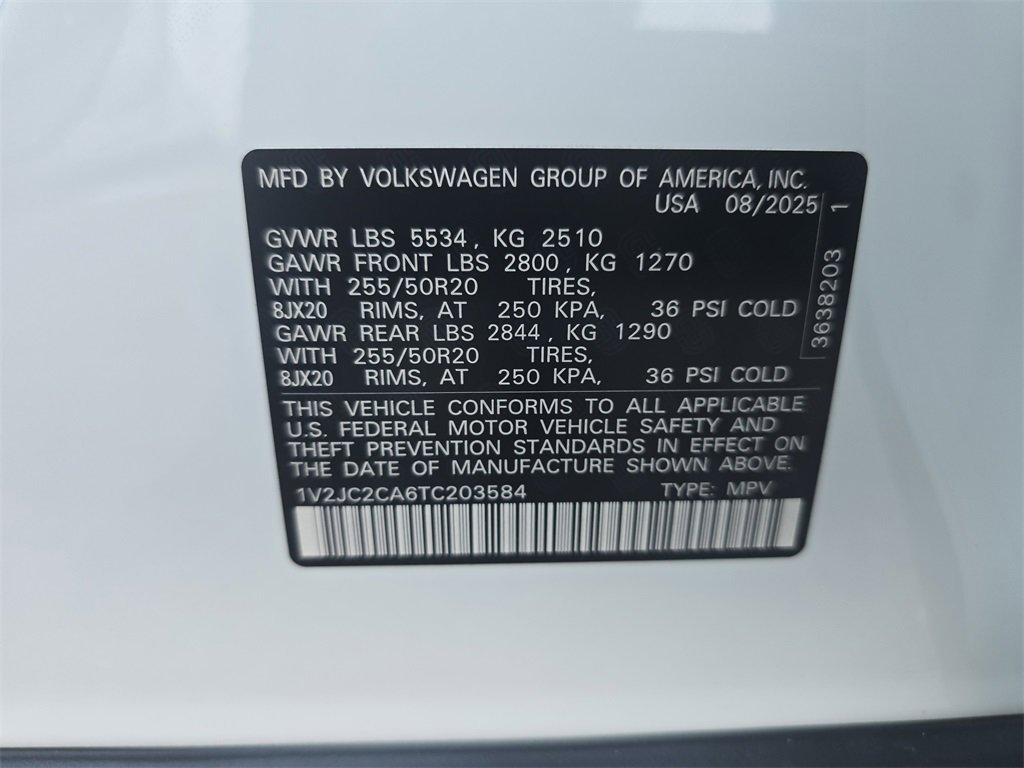 MFD BY VOLKSWAGEN GROUP OF AMERICA, INC.
USA 08/2025
GVWR LBS 5534, KG 2510
GAWR FRONT LBS 2800, KG 1270
WITH 255/50R20 TIRES,
8JX20 RIMS, AT 250 KPA, 36 PSI COLD
GAWR REAR LBS 2844, KG 1290
WITH 255/50R20 TIRES,
8JX20 RIMS, AT 250 KPA, 36 PSI COLD
THIS VEHICLE CONFORMS TO ALL APPLICABLE
U.S. FEDERAL MOTOR VEHICLE SAFETY AND
THEFT PREVENTION STANDARDS IN EFFECT ON
THE DATE OF MANUFACTURE SHOWN ABOVE.
1V2JC2CA6TC203584 TYPE: MPV
3638203 1